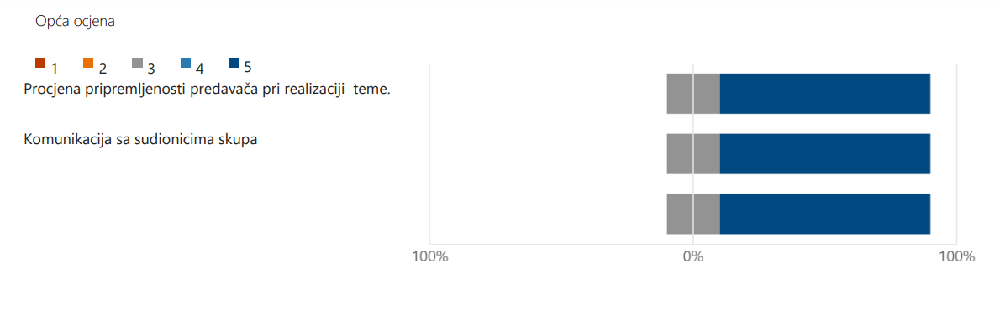 Opća ocjena
1 2 3 4 5
Procjena pripremljenosti predavača pri realizaciji  teme.
Komunikacija sa sudionicima skupa
100% 0% 100%